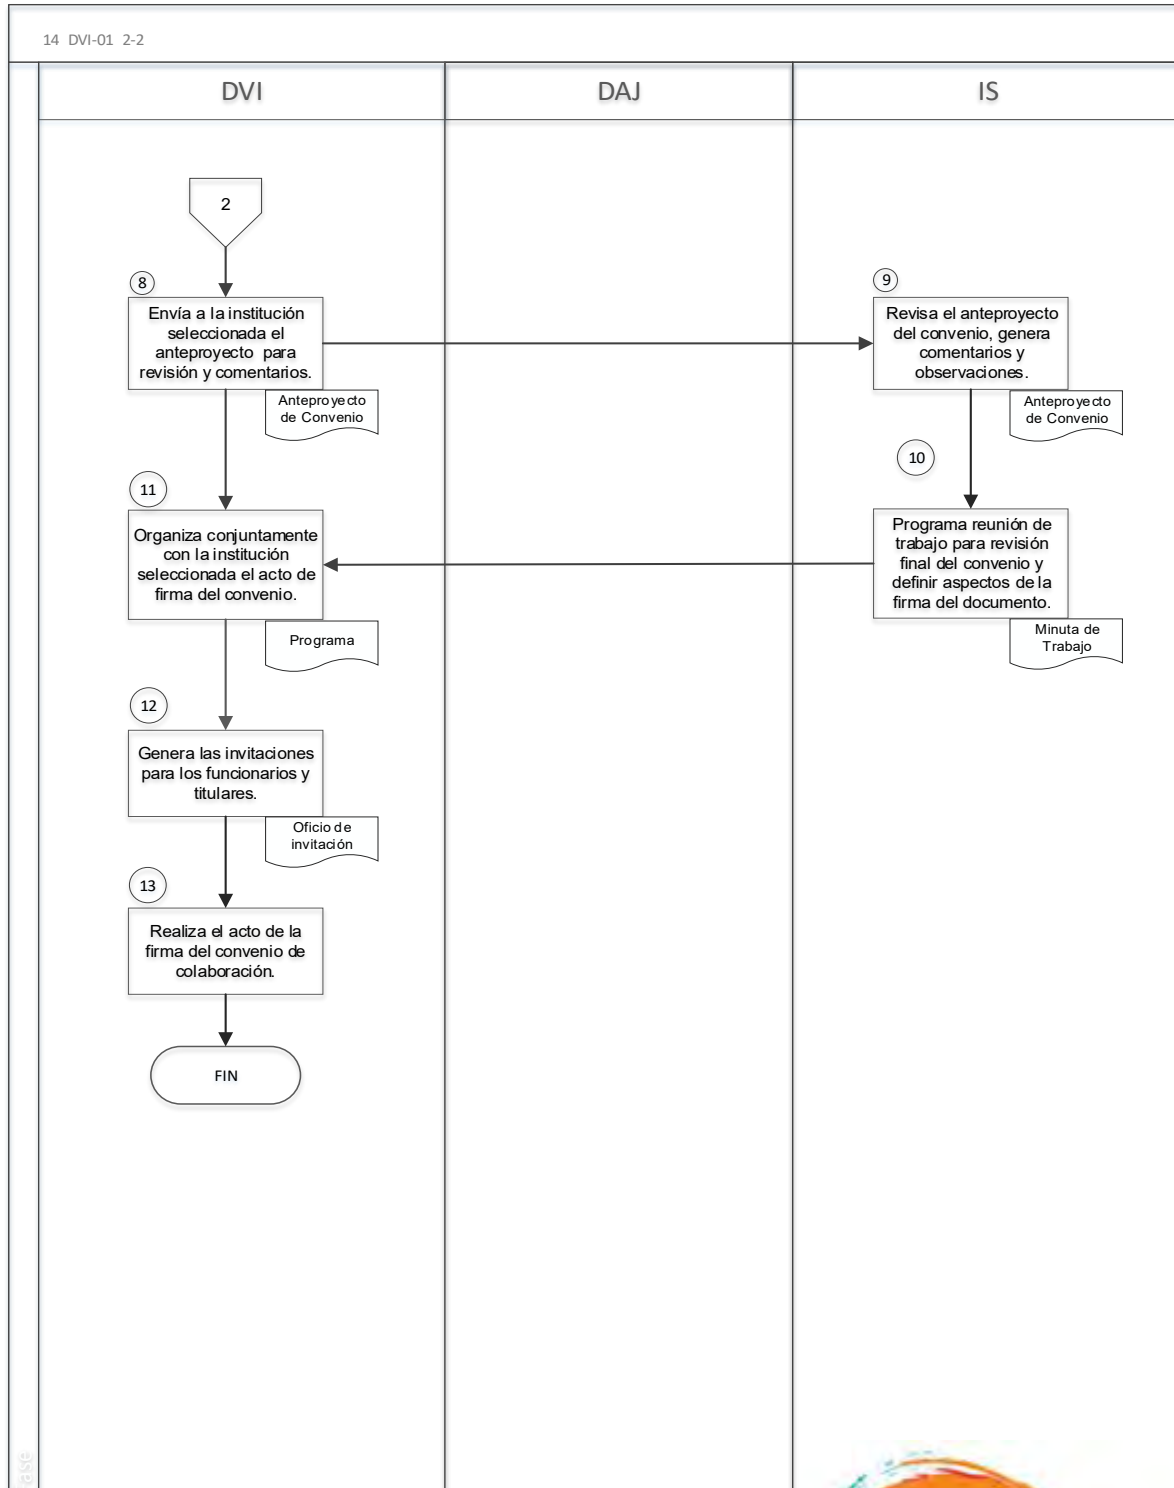 14 DVI-01 2-2
DVI
DAJ
IS
2
8
Envía a la institución
seleccionada el
anteproyecto para
revisión y comentarios.
Anteproyecto
de Convenio
9
Revisa el anteproyecto
del convenio, genera
comentarios y
observaciones.
Anteproyecto
de Convenio
10
Programa reunión de
trabajo para revisión
final del convenio y
definir aspectos de la
firma del documento.
Minuta de
Trabajo
11
Organiza conjuntamente
con la institución
seleccionada el acto de
firma del convenio.
Programa
12
Genera las invitaciones
para los funcionarios y
titulares.
Oficio de
invitación
13
Realiza el acto de la
firma del convenio de
colaboración.
FIN